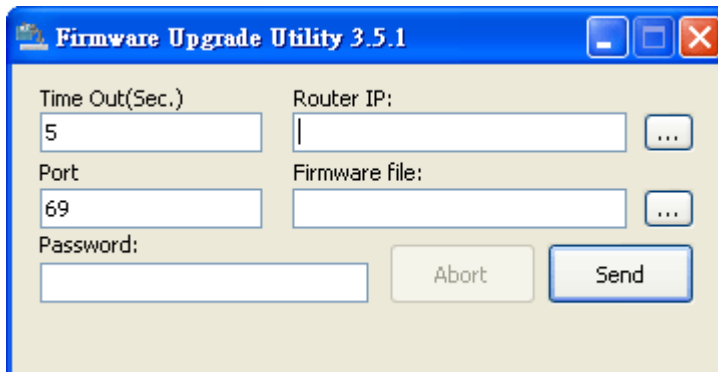 Firmware Upgrade Utility 3.5.1
Time Out(Sec.) Router IP:
5
...
Port Firmware file:
69
...
Password:
Abort Send